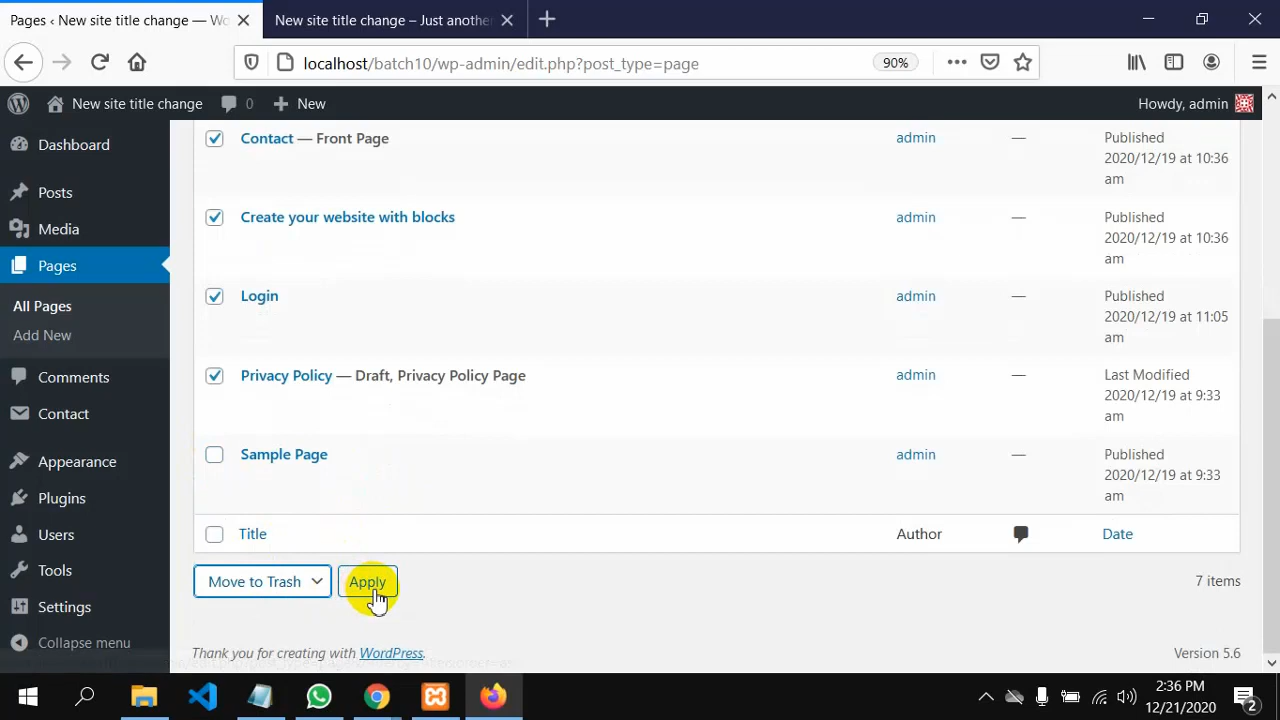 Pages ‹ New site title change — Wo
New site title change – Just another
localhost/batch10/wp-admin/edit.php?post_type=page
90%
New site title change
0
New
Howdy, admin
Dashboard
Posts
Media
Pages
All Pages
Add New
Comments
Contact
Appearance
Plugins
Users
Tools
Settings
Collapse menu
Contact — Front Page
admin
—
Published
2020/12/19 at 10:36
am
Create your website with blocks
admin
—
Published
2020/12/19 at 10:36
am
Login
admin
—
Published
2020/12/19 at 11:05
am
Privacy Policy — Draft, Privacy Policy Page
admin
—
Last Modified
2020/12/19 at 9:33
am
Sample Page
admin
—
Published
2020/12/19 at 9:33
am
Title
Author
Date
Move to Trash
Apply
7 items
Thank you for creating with WordPress.
Version 5.6
2:36 PM
12/21/2020
2